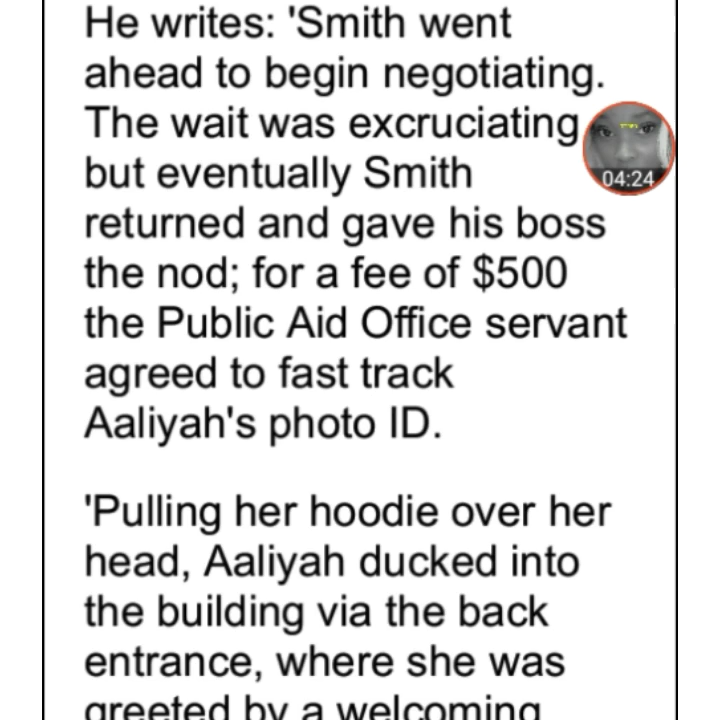 He writes: 'Smith went
ahead to begin negotiating.
The wait was excruciating
04:24
but eventually Smith
returned and gave his boss
the nod; for a fee of $500
the Public Aid Office servant
agreed to fast track
Aaliyah's photo ID.
'Pulling her hoodie over her
head, Aaliyah ducked into
the building via the back
entrance, where she was
greeted by a welcoming